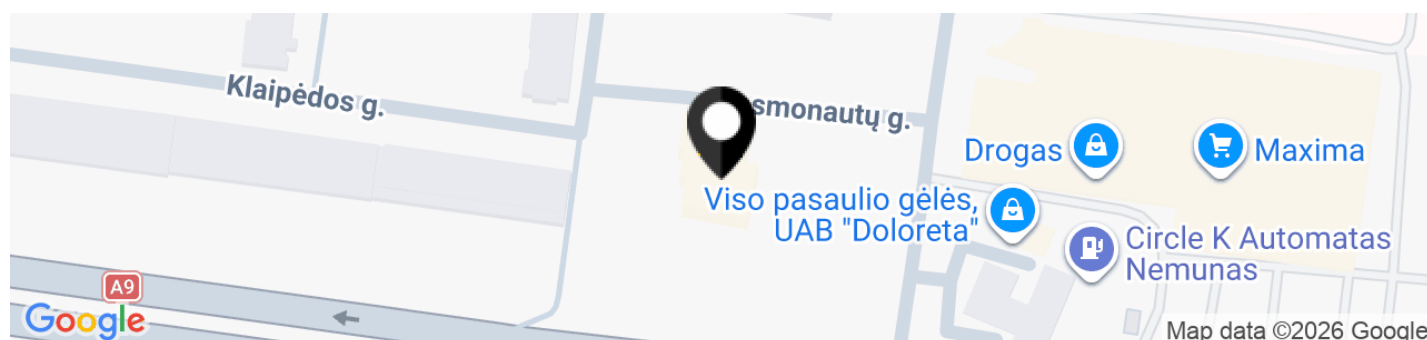 Klaipėdos g.
smonautų g.
Drogas
Maxima
Viso pasaulio gėlės,
UAB "Doloreta"
Circle K Automatas
Nemunas
A9
Google
Map data ©2026 Google